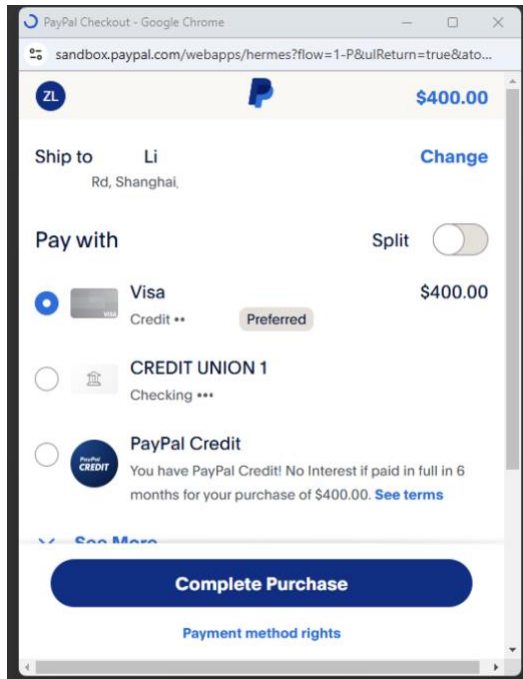 PayPal Checkout - Google Chrome
sandbox.paypal.com/webapps/hermes?flow=1-P&ulReturn=true&ato...
ZL
$400.00
Ship to Li
Change
Rd, Shanghai,
Pay with
Split
VISA
Visa
$400.00
Credit ••
Preferred
CREDIT UNION 1
Checking •••
PayPal
CREDIT
PayPal Credit
You have PayPal Credit! No Interest if paid in full in 6
months for your purchase of $400.00. See terms
See More
Complete Purchase
Payment method rights